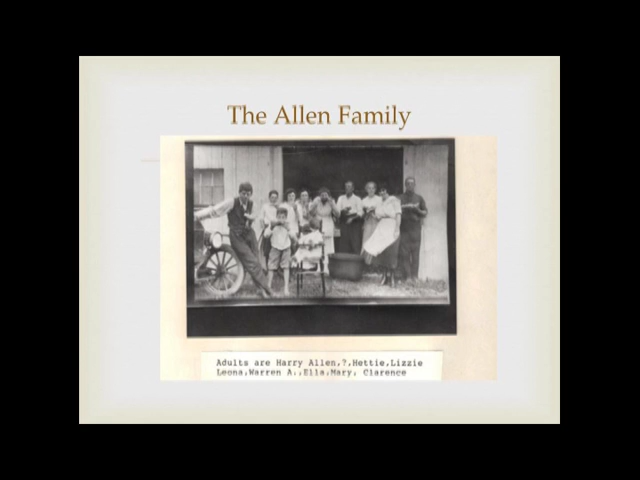 The Allen Family
Adults are Harry Allen,?,Hettie,Lizzie
Leona,Warren A.,Ella,Mary, Clarence